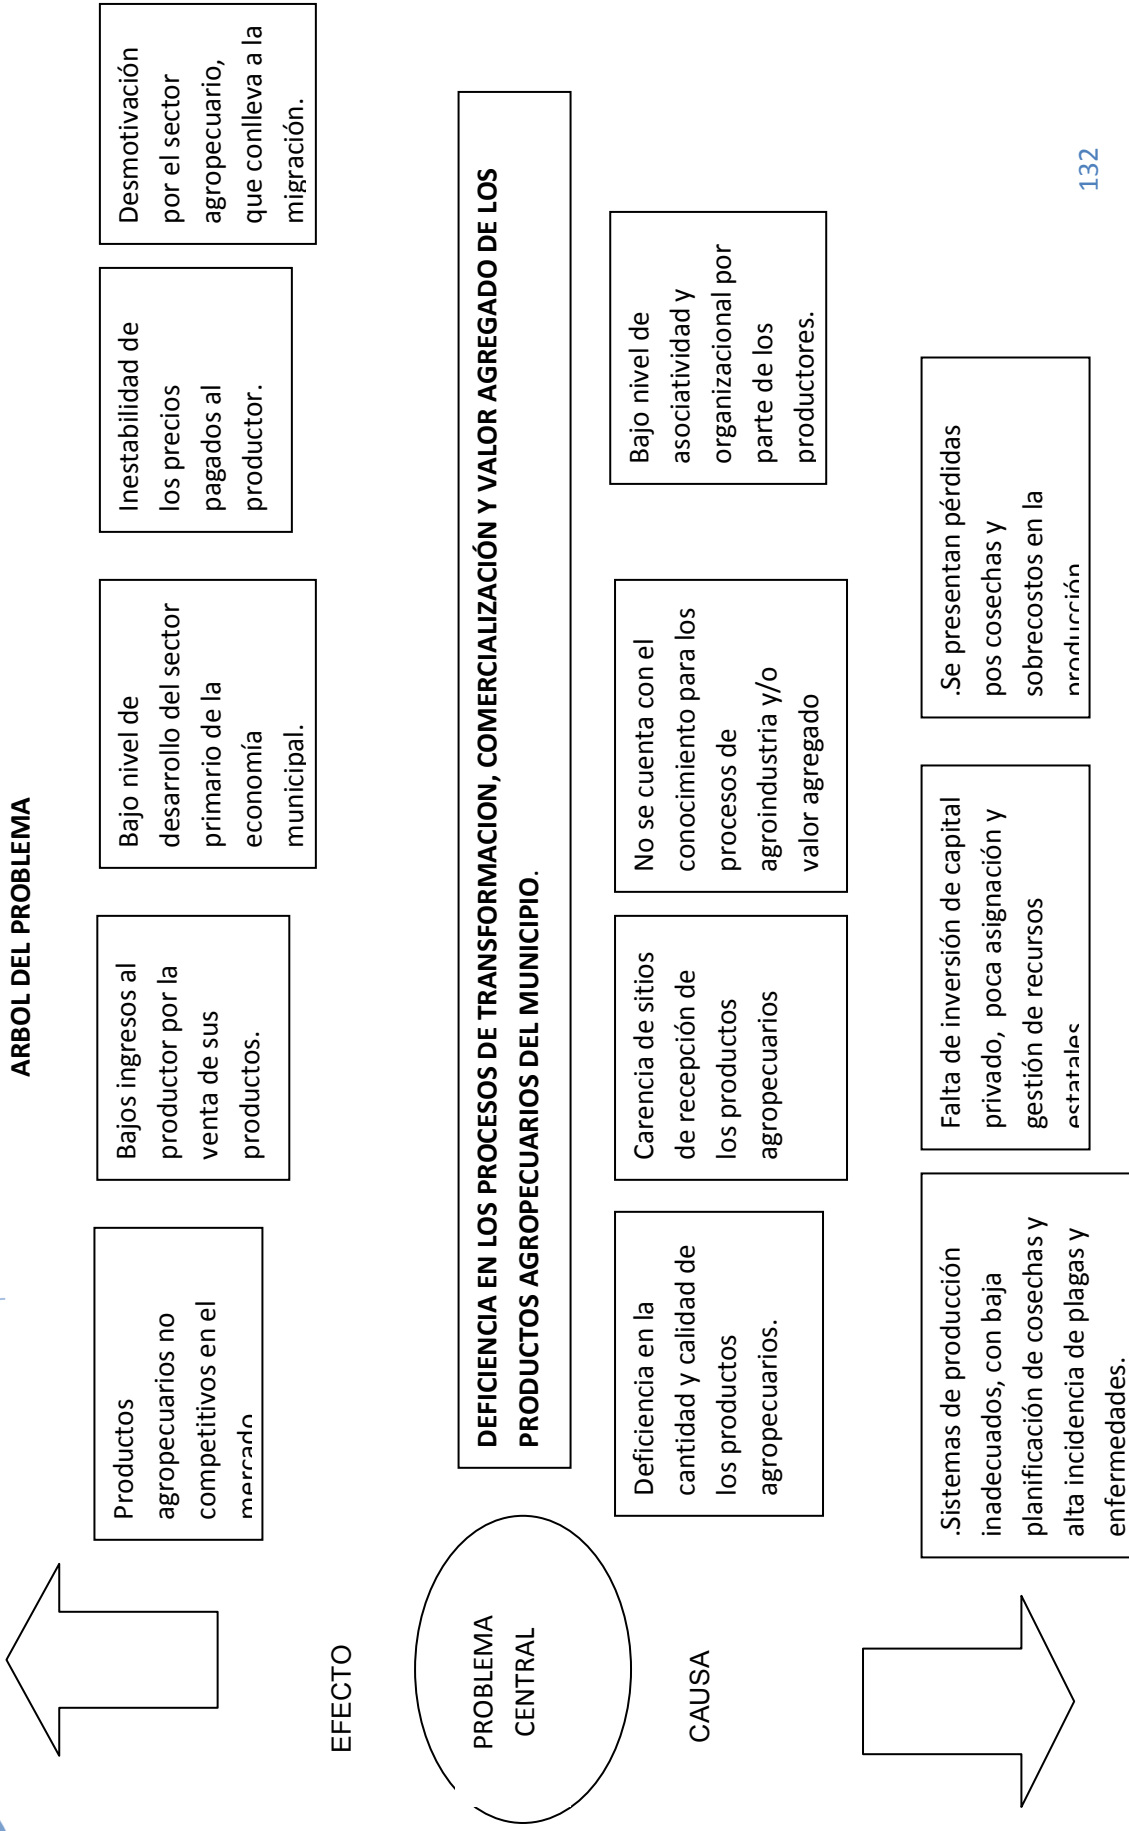 ARBOL DEL PROBLEMA
Productos
agropecuarios no
competitivos en el
mercado
Bajos ingresos al
productor por la
venta de sus
productos.
Bajo nivel de
desarrollo del sector
primario de la
economía
municipal.
Inestabilidad de
los precios
pagados al
productor.
Desmotivación
por el sector
agropecuario,
que conlleva a la
migración.
EFECTO
PROBLEMA
CENTRAL
DEFICIENCIA EN LOS PROCESOS DE TRANSFORMACION, COMERCIALIZACIÓN Y VALOR AGREGADO DE LOS
PRODUCTOS AGROPECUARIOS DEL MUNICIPIO.
CAUSA
Deficiencia en la
cantidad y calidad de
los productos
agropecuarios.
Carencia de sitios
de recepción de
los productos
agropecuarios
No se cuenta con el
conocimiento para los
procesos de
agroindustria y/o
valor agregado
Bajo nivel de
asociatividad y
organizacional por
parte de los
productores.
.Sistemas de producción
inadecuados, con baja
planificación de cosechas y
alta incidencia de plagas y
enfermedades.
Falta de inversión de capital
privado, poca asignación y
gestión de recursos
estatales
.Se presentan pérdidas
pos cosechas y
sobrecostos en la
producción
132